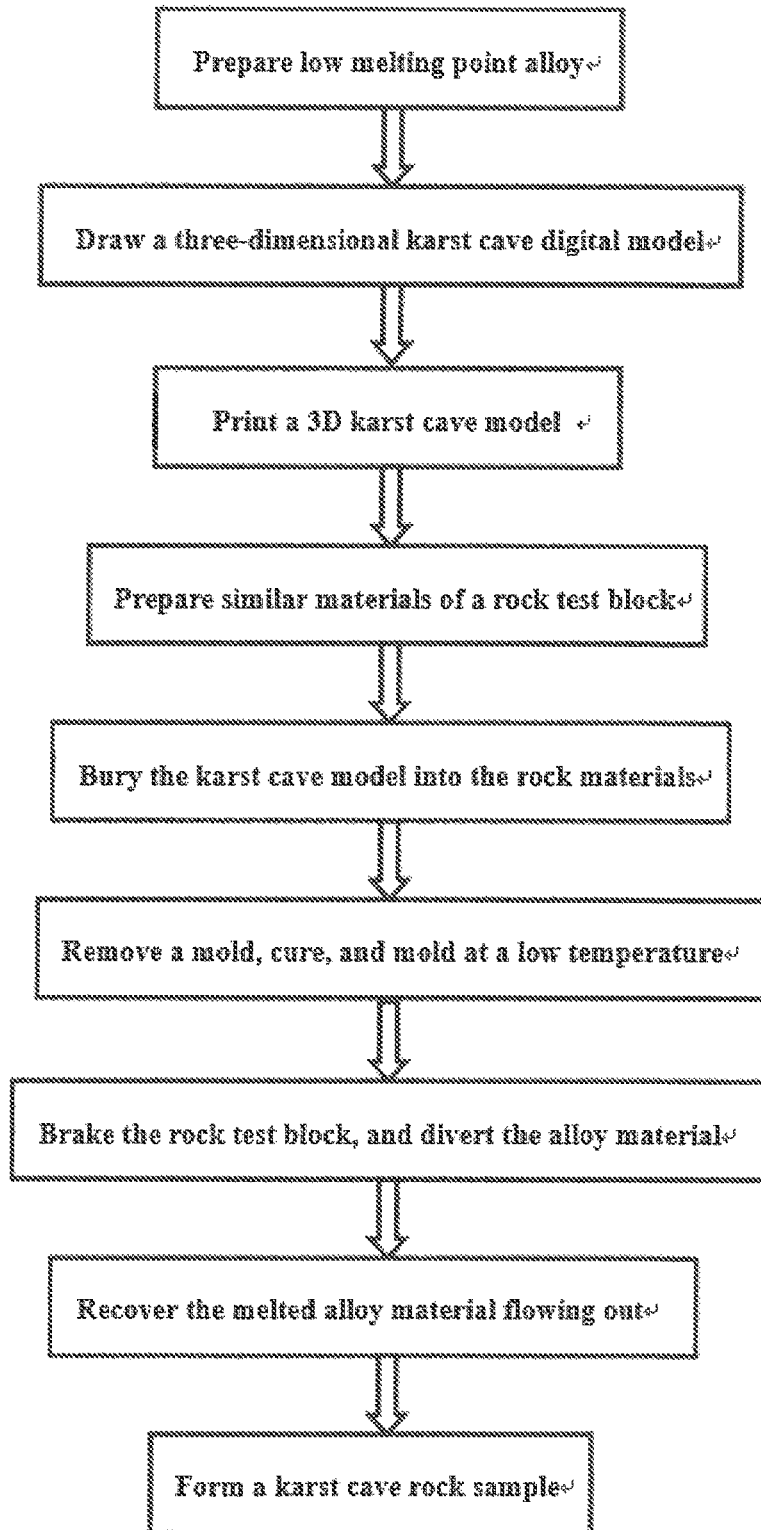 Prepare low melting point alloy↵
Draw a three-dimensional karst cave digital model↵
Print a 3D karst cave model ↵
Prepare similar materials of a rock test block↵
Bury the karst cave model into the rock materials↵
Remove a mold, cure, and mold at a low temperature↵
Brake the rock test block, and divert the alloy material↵
Recover the melted alloy material flowing out↵
Form a karst cave rock sample↵